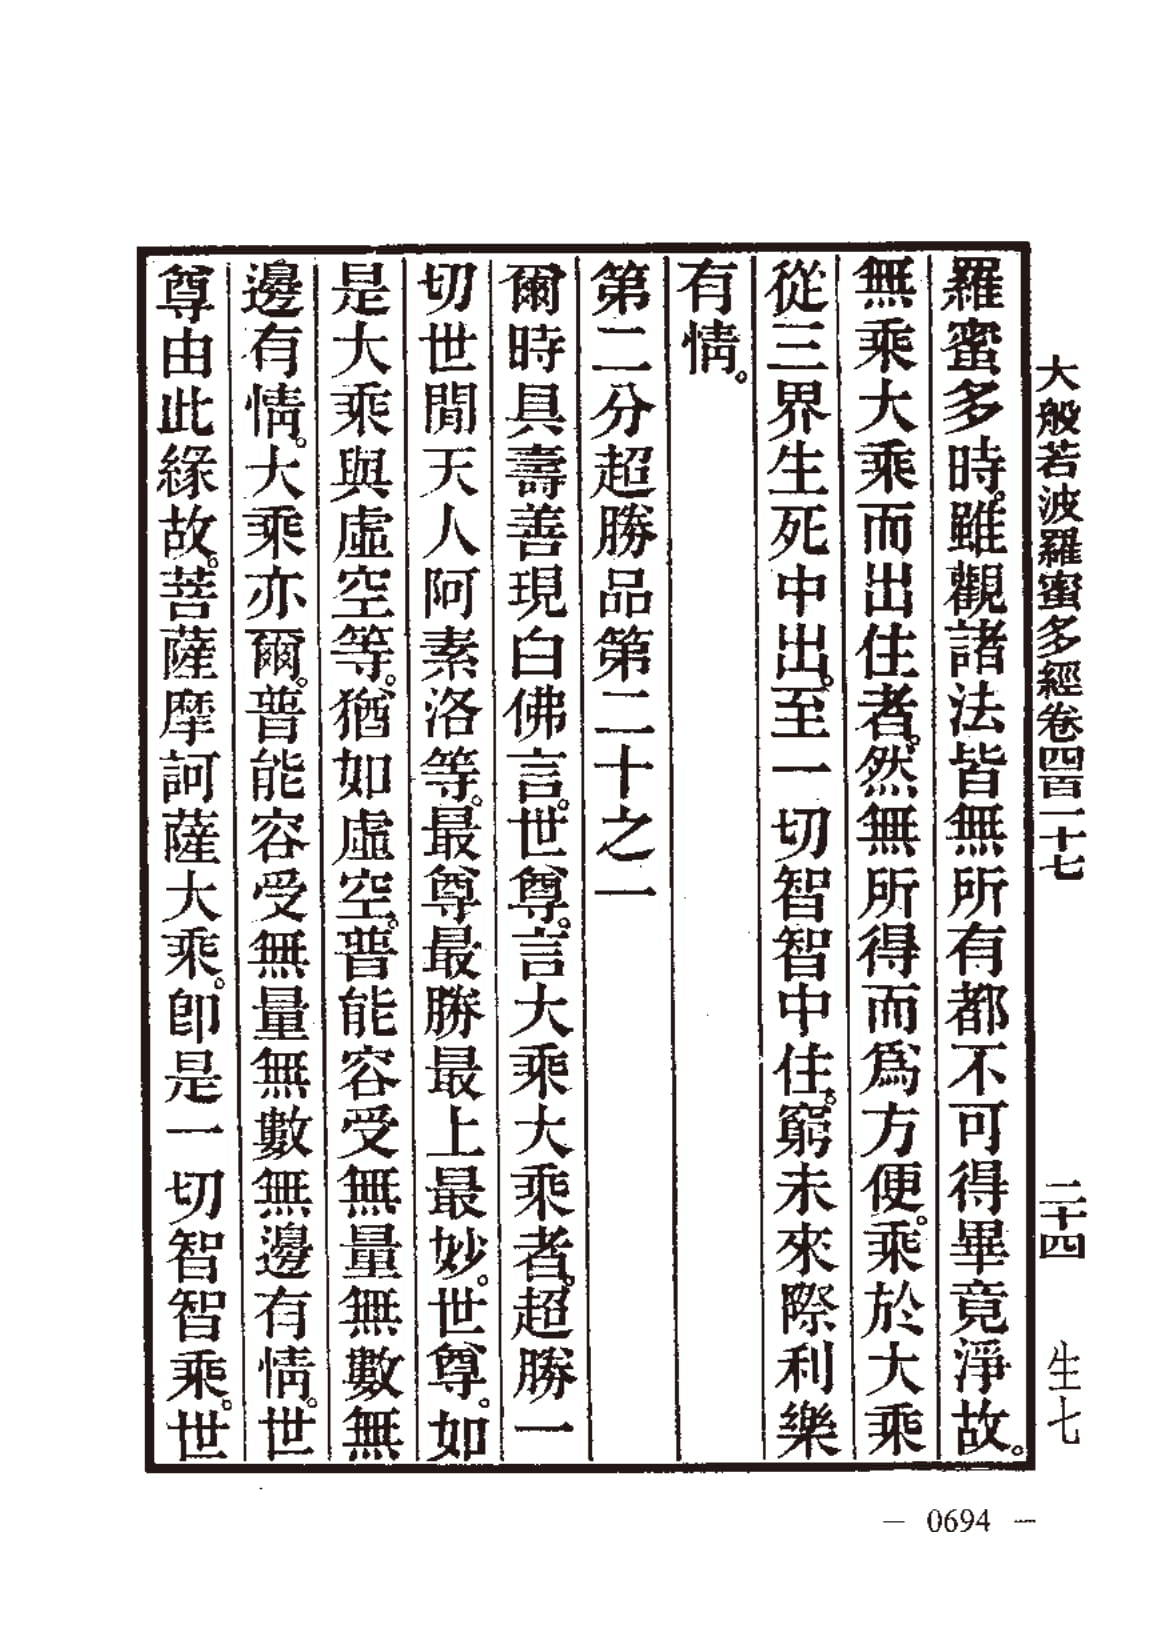 大般若波羅蜜多經卷四百二十七　二十四　生七
羅蜜多時。雖觀諸法皆無所有都不可得畢竟淨故。
無乘大乘而出住者。然無所得而爲方便。乘於大乘
從三界生死中出。至一切智智中住。窮未來際利樂
有情。
第二分超勝品第二十之一
爾時具壽善現白佛言。世尊。言大乘大乘者。超勝一
切世閒天人阿素洛等。最尊最勝最上最妙。世尊。如
是大乘與虛空等。猶如虛空。普能容受無量無數無
邊有情。大乘亦爾。普能容受無量無數無邊有情。世
尊由此緣故。菩薩摩訶薩大乘。卽是一切智智乘。世
— 0694 —